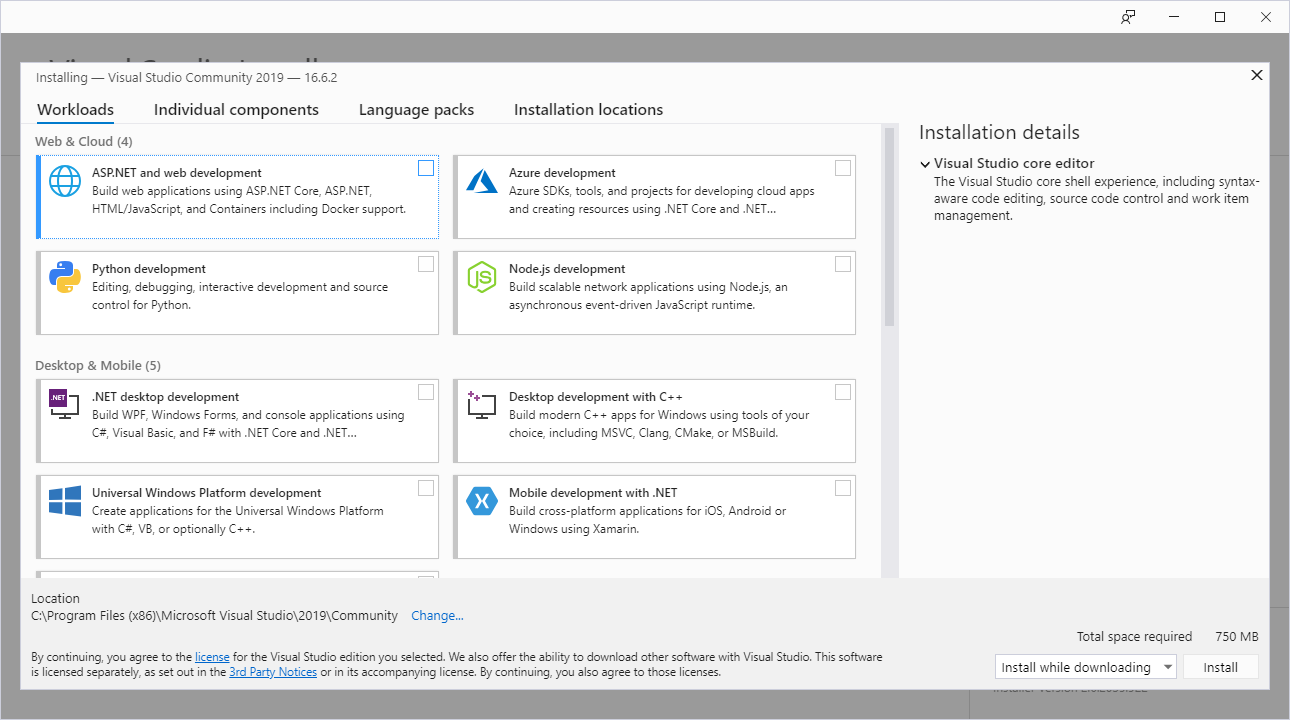 Installing — Visual Studio Community 2019 — 16.6.2
Workloads
Individual components
Language packs
Installation locations
Web & Cloud (4)
ASP.NET and web development
Build web applications using ASP.NET Core, ASP.NET,
HTML/JavaScript, and Containers including Docker support.
Azure development
Azure SDKs, tools, and projects for developing cloud apps
and creating resources using .NET Core and .NET...
Python development
Editing, debugging, interactive development and source
control for Python.
Node.js development
Build scalable network applications using Node.js, an
asynchronous event-driven JavaScript runtime.
Desktop & Mobile (5)
.NET
.NET desktop development
Build WPF, Windows Forms, and console applications using
C#, Visual Basic, and F# with .NET Core and .NET...
Desktop development with C++
Build modern C++ apps for Windows using tools of your
choice, including MSVC, Clang, CMake, or MSBuild.
Universal Windows Platform development
Create applications for the Universal Windows Platform
with C#, VB, or optionally C++.
Mobile development with .NET
Build cross-platform applications for iOS, Android or
Windows using Xamarin.
Installation details
Visual Studio core editor
The Visual Studio core shell experience, including syntax-
aware code editing, source code control and work item
management.
Location
C:\Program Files (x86)\Microsoft Visual Studio\2019\Community Change...
By continuing, you agree to the license for the Visual Studio edition you selected. We also offer the ability to download other software with Visual Studio. This software
is licensed separately, as set out in the 3rd Party Notices or in its accompanying license. By continuing, you also agree to those licenses.
Total space required 750 MB
Install while downloading
Install